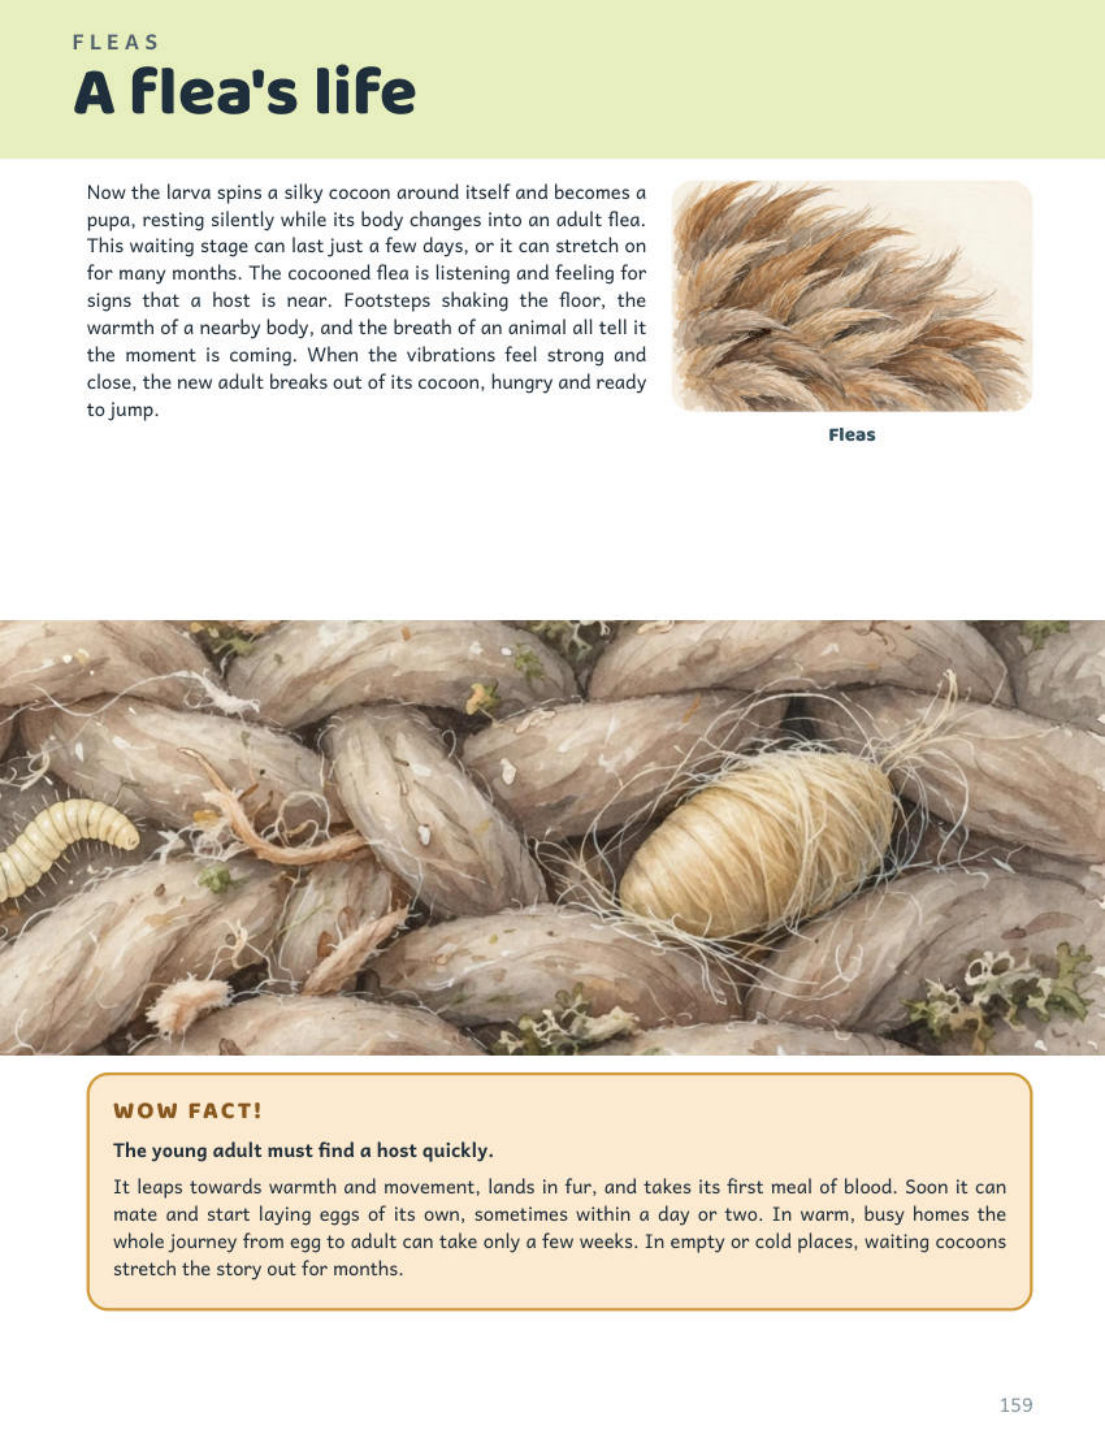 FLEAS
A flea's life
Now the larva spins a silky cocoon around itself and becomes a
pupa, resting silently while its body changes into an adult flea.
This waiting stage can last just a few days, or it can stretch on
for many months. The cocooned flea is listening and feeling for
signs that a host is near. Footsteps shaking the floor, the
warmth of a nearby body, and the breath of an animal all tell it
the moment is coming. When the vibrations feel strong and
close, the new adult breaks out of its cocoon, hungry and ready
to jump.
Fleas
WOW FACT!
The young adult must find a host quickly.
It leaps towards warmth and movement, lands in fur, and takes its first meal of blood. Soon it can
mate and start laying eggs of its own, sometimes within a day or two. In warm, busy homes the
whole journey from egg to adult can take only a few weeks. In empty or cold places, waiting cocoons
stretch the story out for months.
159